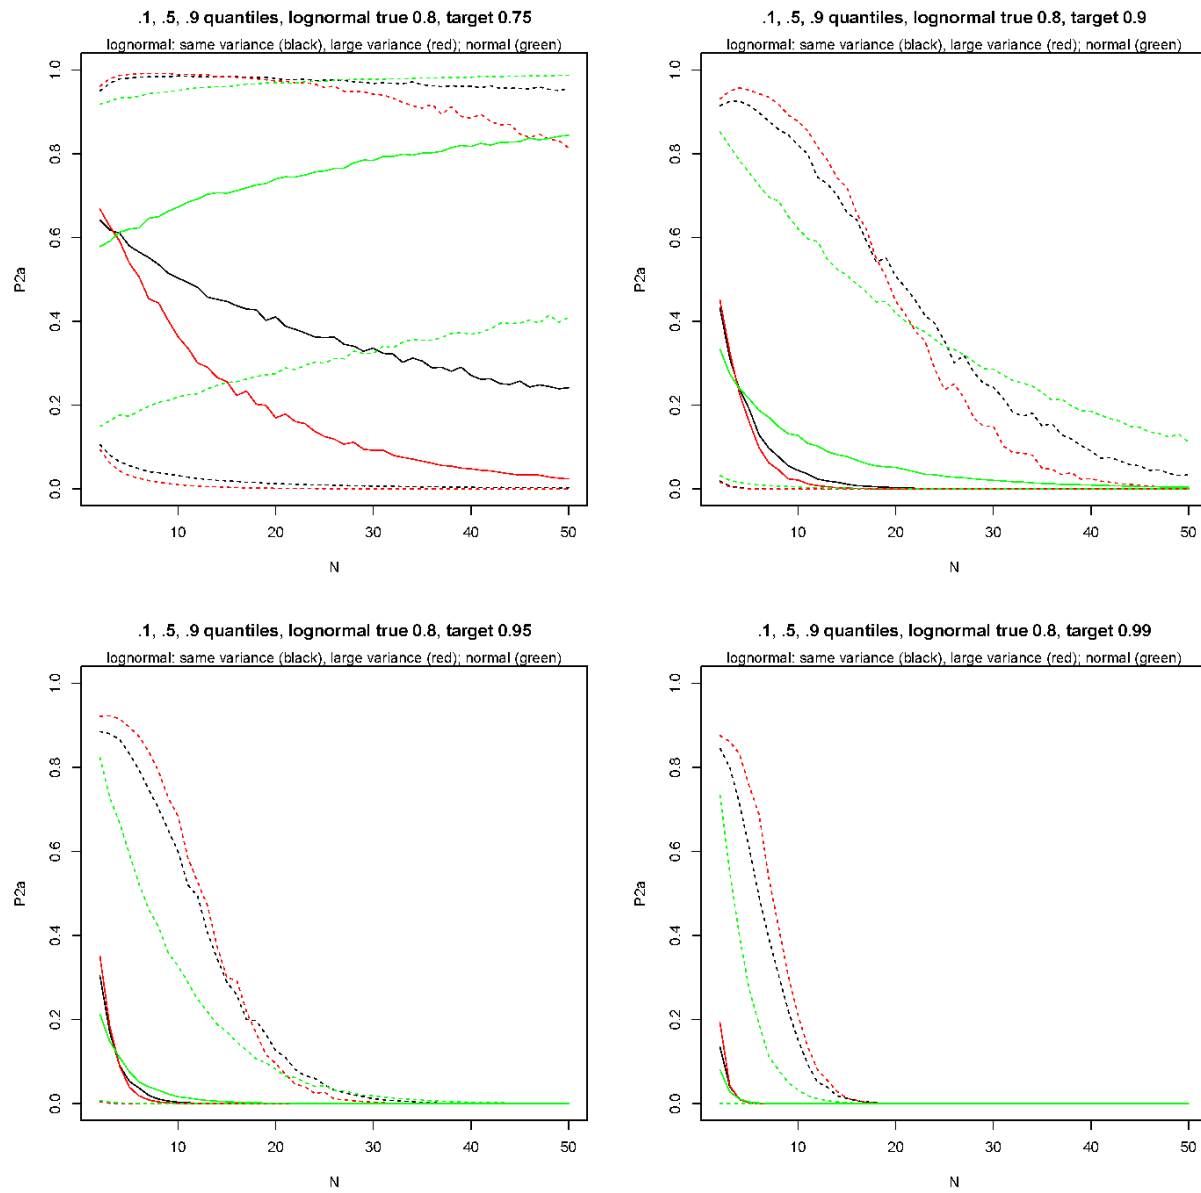 .1, .5, .9 quantiles, lognormal true 0.8, target 0.75
lognormal: same variance (black), large variance (red); normal (green)
1.0
0.8
0.6
0.4
0.2
0.0
P2a
10
20
30
40
50
N
.1, .5, .9 quantiles, lognormal true 0.8, target 0.9
lognormal: same variance (black), large variance (red); normal (green)
1.0
0.8
0.6
0.4
0.2
0.0
P2a
10
20
30
40
50
N
.1, .5, .9 quantiles, lognormal true 0.8, target 0.95
lognormal: same variance (black), large variance (red); normal (green)
1.0
0.8
0.6
0.4
0.2
0.0
P2a
10
20
30
40
50
N
.1, .5, .9 quantiles, lognormal true 0.8, target 0.99
lognormal: same variance (black), large variance (red); normal (green)
1.0
0.8
0.6
0.4
0.2
0.0
P2a
10
20
30
40
50
N